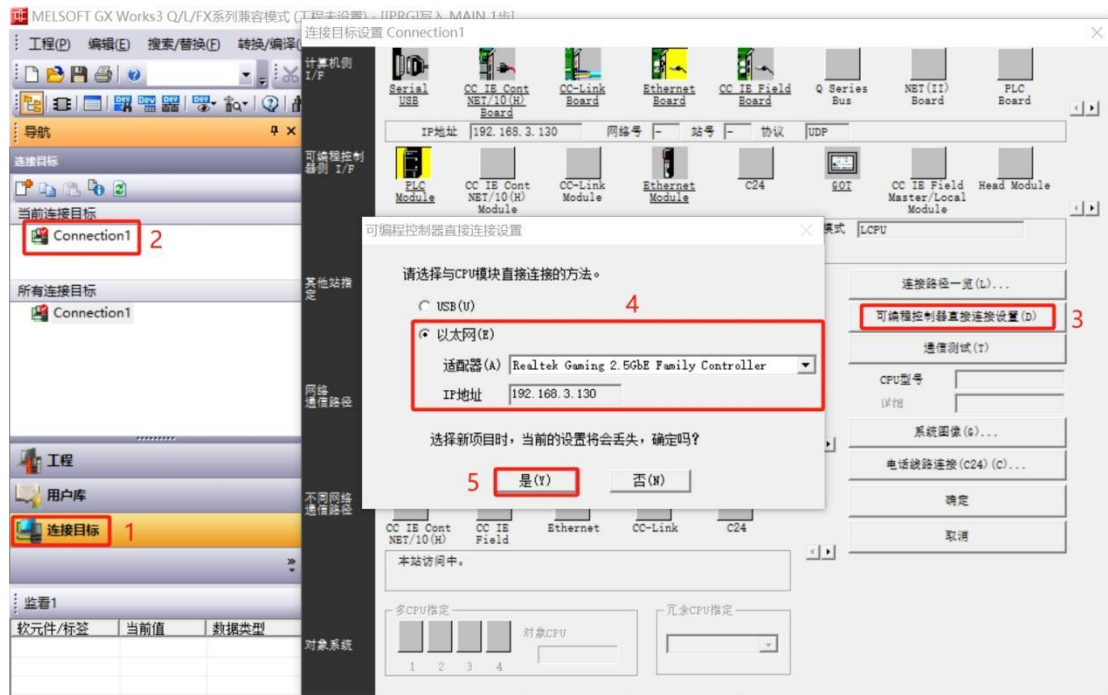 MELSOFT GX Works3 Q/L/FX系列兼容模式 (工程未设置) - [[PRG]写入 MAIN 1步]
工程(P) 编辑(E) 搜索/替换(F) 转换/编译(
导航
连接目标
当前连接目标
Connection1
2
所有连接目标
Connection1
工程
用户库
连接目标
1
监看1
软元件/标签 当前值 数据类型
连接目标设置 Connection1
计算机侧
I/F
Serial
USB
CC IE Cont
NET/10(H)
Board
CC-Link
Board
Ethernet
Board
CC IE Field
Board
Q Series
Bus
NET(II)
Board
PLC
Board
IP地址 192.168.3.130 网络号 - 站号 - 协议 UDP
可编程控制
器侧 I/F
PLC
Module
CC IE Cont
NET/10(H)
Module
CC-Link
Module
Ethernet
Module
C24
GOT
CC IE Field
Master/Local
Module
Head Module
模式 LCPU
可编程控制器直接连接设置
请选择与CPU模块直接连接的方法。
USB(U)
4
以太网(E)
适配器(A) Realtek Gaming 2.5GbE Family Controller
IP地址 192.168.3.130
选择新项目时，当前的设置将会丢失，确定吗?
5
是(Y)
否(N)
其他站指
定
网络
通信路径
不同网络
通信路径
连接路径一览(L)...
可编程控制器直接连接设置(D)
3
通信测试(T)
CPU型号
详细
系统图像(G)...
电话线路连接(C24)(C)...
确定
取消
CC IE Cont
NET/10(H)
CC IE
Field
Ethernet
CC-Link
C24
本站访问中。
对象系统
多CPU指定
对象CPU
1 2 3 4
冗余CPU指定